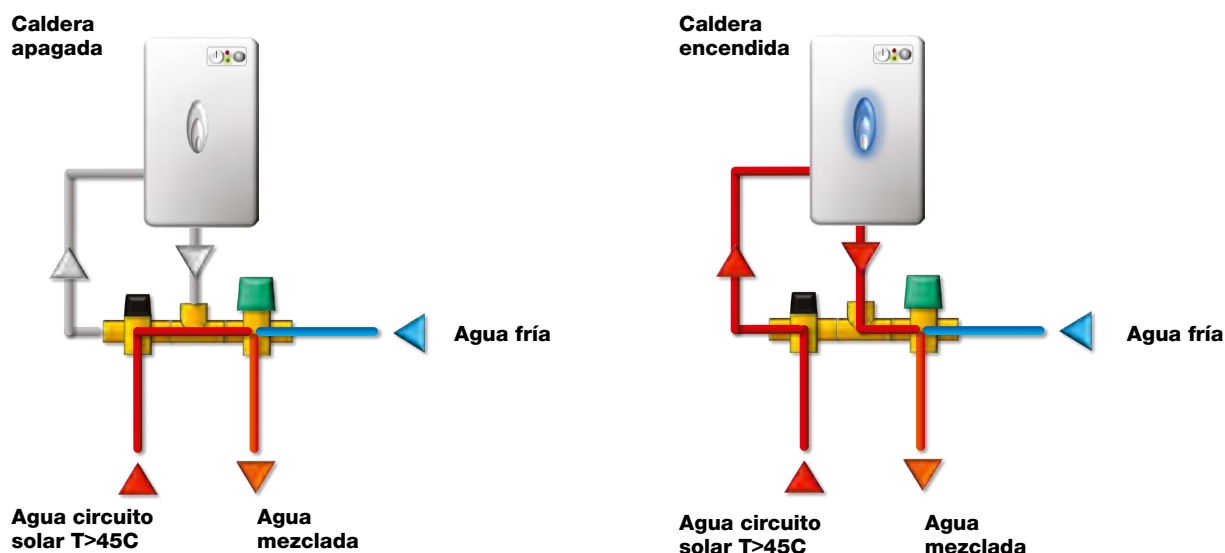 Caldera
apagada
Agua fría
Agua circuito
solar T>45C
Agua
mezclada
Caldera
encendida
Agua fría
Agua circuito
solar T>45C
Agua
mezclada